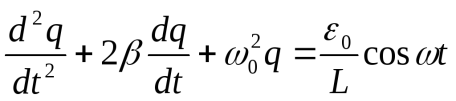 d²q/dt² + 2β dq/dt + ω₀²q = ε₀/L cos ωt